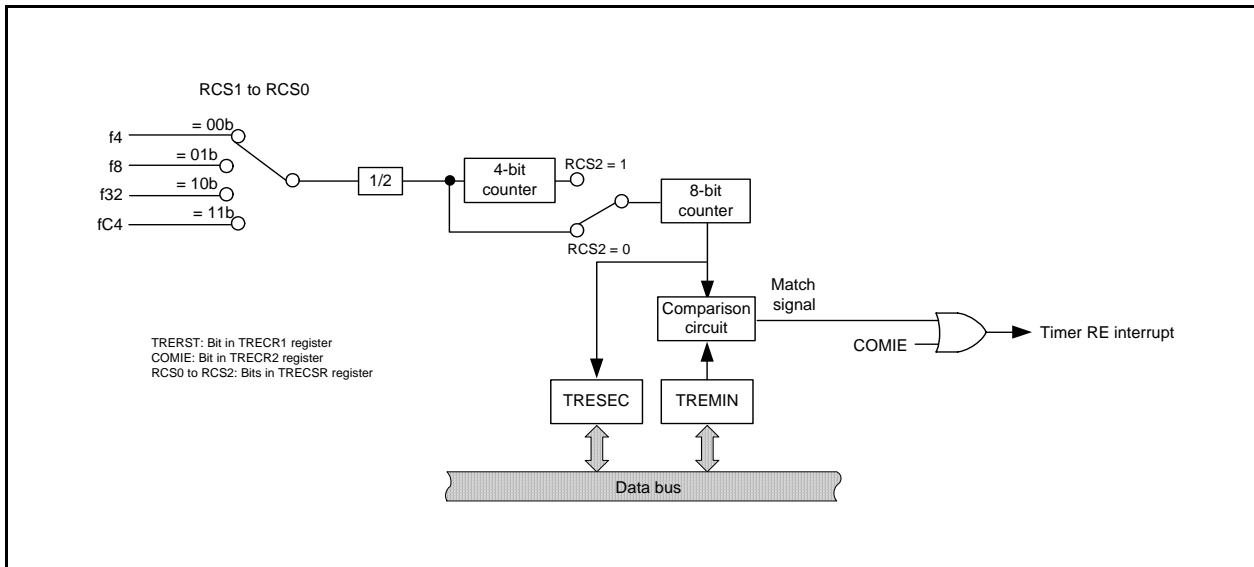 RCS1 to RCS0
f4
= 00b
f8
= 01b
f32
= 10b
fC4
= 11b
1/2
4-bit
counter
RCS2 = 1
RCS2 = 0
8-bit
counter
Match
signal
Comparison
circuit
COMIE
Timer RE interrupt
TRERST: Bit in TRECR1 register
COMIE: Bit in TRECR2 register
RCS0 to RCS2: Bits in TRECSR register
TRESEC
TREMIN
Data bus